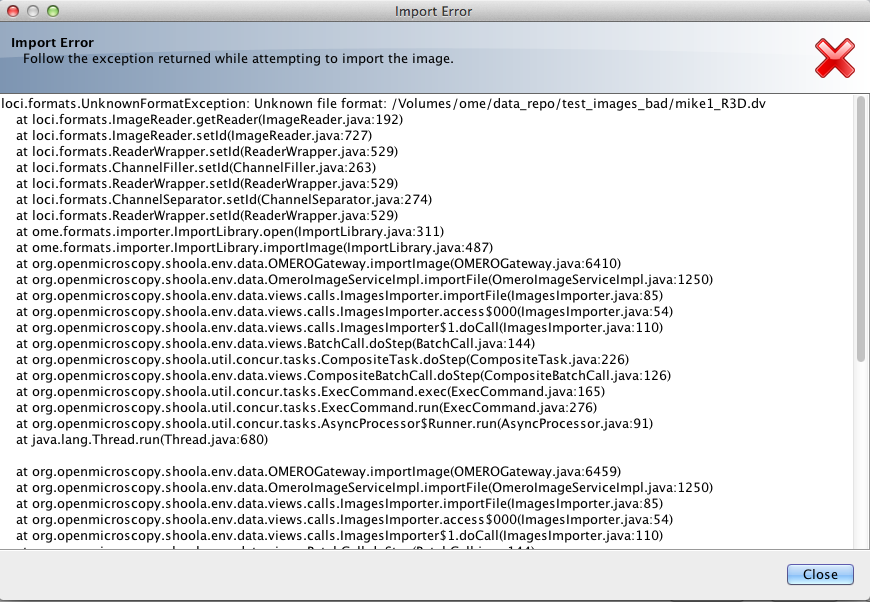 Import Error
Import Error
Follow the exception returned while attempting to import the image.
loci.formats.UnknownFormatException: Unknown file format: /Volumes/ome/data_repo/test_images_bad/mike1_R3D.dv
at loci.formats.ImageReader.getReader(ImageReader.java:192)
at loci.formats.ImageReader.setId(ImageReader.java:727)
at loci.formats.ReaderWrapper.setId(ReaderWrapper.java:529)
at loci.formats.ChannelFiller.setId(ChannelFiller.java:263)
at loci.formats.ReaderWrapper.setId(ReaderWrapper.java:529)
at loci.formats.ChannelSeparator.setId(ChannelSeparator.java:274)
at loci.formats.ReaderWrapper.setId(ReaderWrapper.java:529)
at ome.formats.importer.ImportLibrary.open(ImportLibrary.java:311)
at ome.formats.importer.ImportLibrary.importImage(ImportLibrary.java:487)
at org.openmicroscopy.shoola.env.data.OMEROGateway.importImage(OMEROGateway.java:6410)
at org.openmicroscopy.shoola.env.data.OmeroImageServiceImpl.importFile(OmeroImageServiceImpl.java:1250)
at org.openmicroscopy.shoola.env.data.views.calls.ImagesImporter.importFile(ImagesImporter.java:85)
at org.openmicroscopy.shoola.env.data.views.calls.ImagesImporter.access$000(ImagesImporter.java:54)
at org.openmicroscopy.shoola.env.data.views.calls.ImagesImporter$1.doCall(ImagesImporter.java:110)
at org.openmicroscopy.shoola.env.data.views.BatchCall.doStep(BatchCall.java:144)
at org.openmicroscopy.shoola.util.concur.tasks.CompositeTask.doStep(CompositeTask.java:226)
at org.openmicroscopy.shoola.env.data.views.CompositeBatchCall.doStep(CompositeBatchCall.java:126)
at org.openmicroscopy.shoola.util.concur.tasks.ExecCommand.exec(ExecCommand.java:165)
at org.openmicroscopy.shoola.util.concur.tasks.ExecCommand.run(ExecCommand.java:276)
at org.openmicroscopy.shoola.util.concur.tasks.AsyncProcessor$Runner.run(AsyncProcessor.java:91)
at java.lang.Thread.run(Thread.java:680)
at org.openmicroscopy.shoola.env.data.OMEROGateway.importImage(OMEROGateway.java:6459)
at org.openmicroscopy.shoola.env.data.OmeroImageServiceImpl.importFile(OmeroImageServiceImpl.java:1250)
at org.openmicroscopy.shoola.env.data.views.calls.ImagesImporter.importFile(ImagesImporter.java:85)
at org.openmicroscopy.shoola.env.data.views.calls.ImagesImporter.access$000(ImagesImporter.java:54)
at org.openmicroscopy.shoola.env.data.views.calls.ImagesImporter$1.doCall(ImagesImporter.java:110)
Close